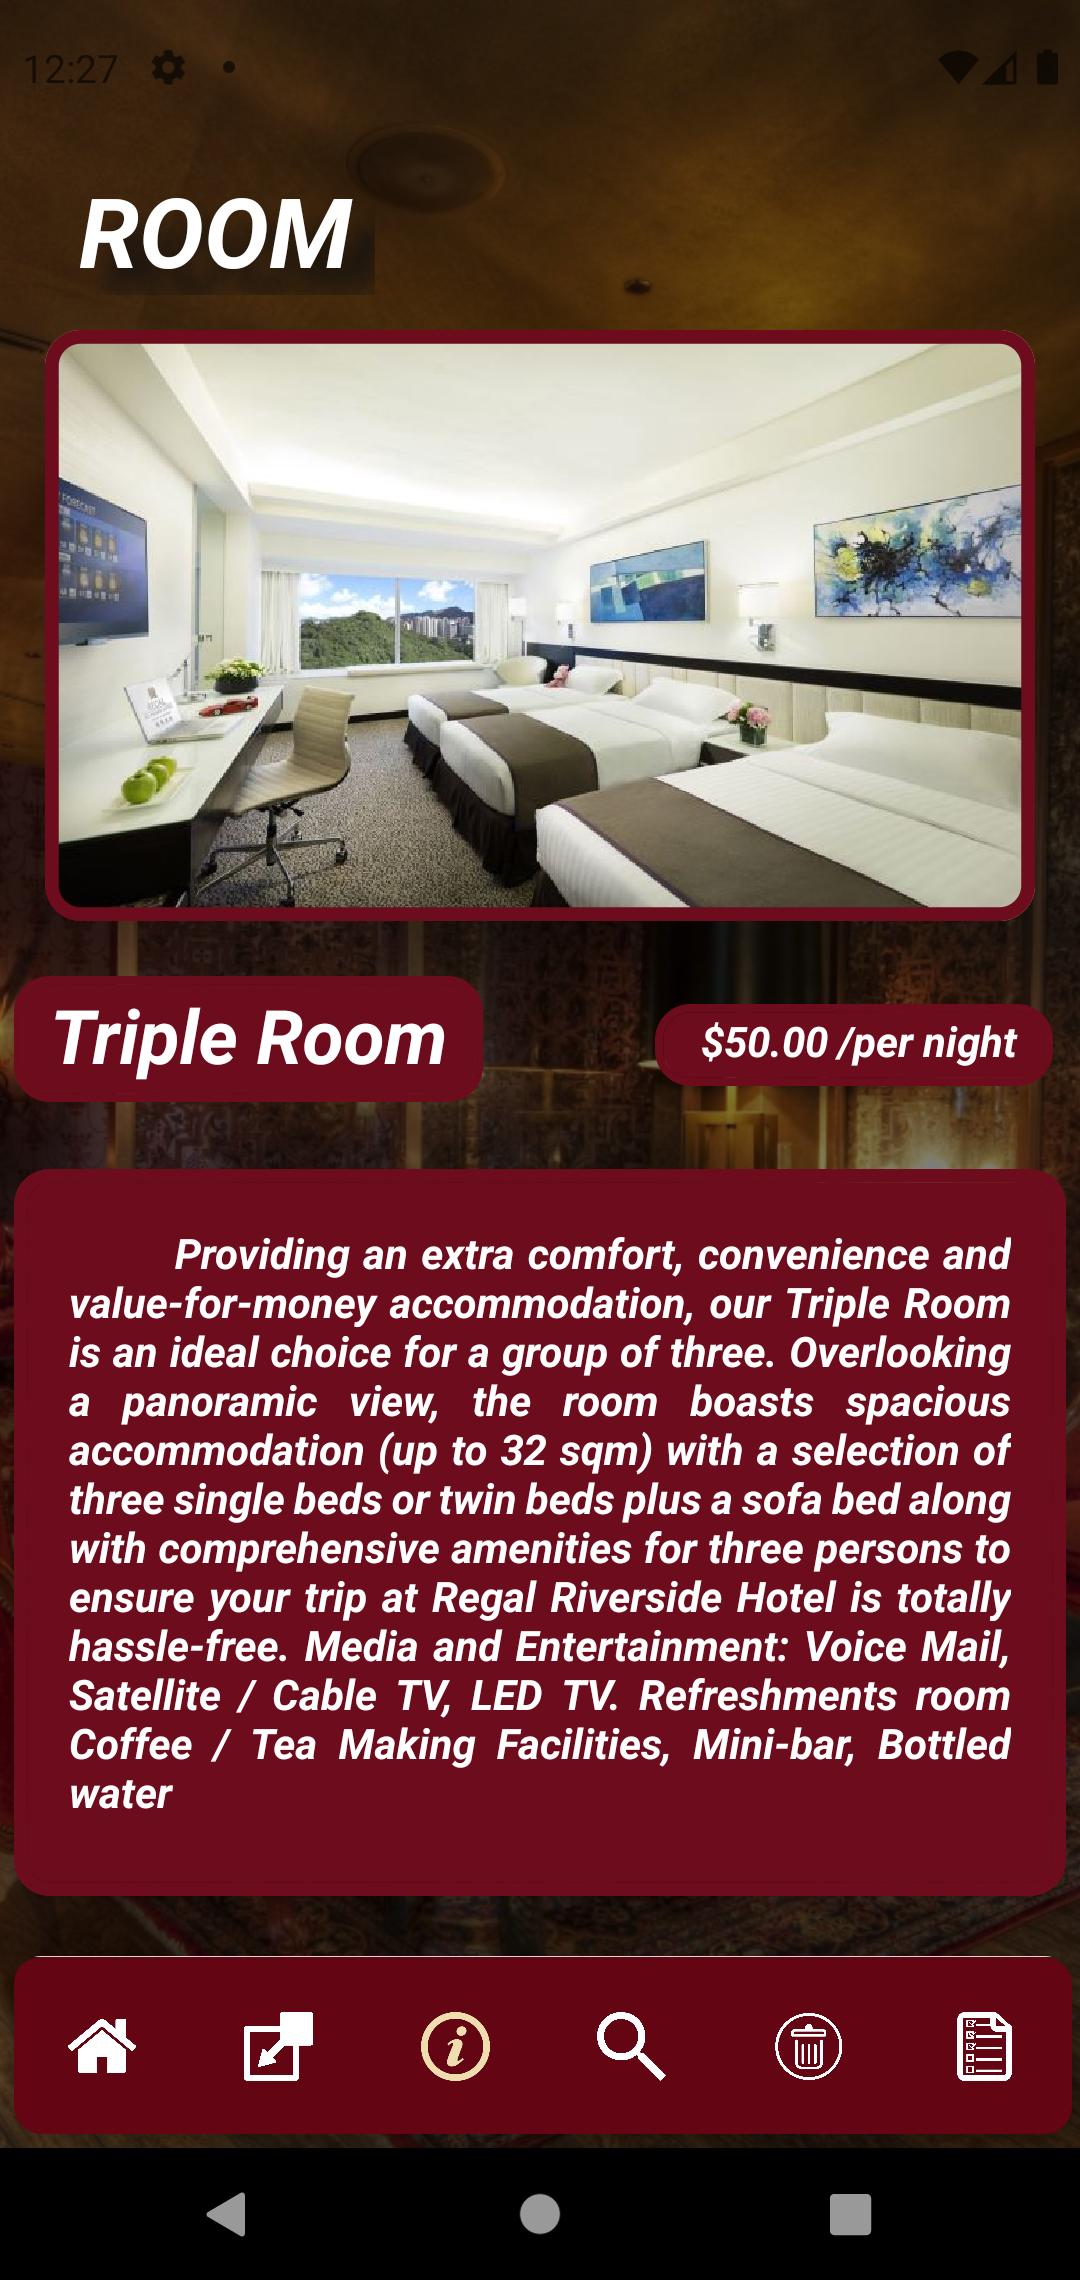 12:27
ROOM
FORECAST
REGAL
Triple Room
$50.00 /per night
Providing an extra comfort, convenience and
value-for-money accommodation, our Triple Room
is an ideal choice for a group of three. Overlooking
a panoramic view, the room boasts spacious
accommodation (up to 32 sqm) with a selection of
three single beds or twin beds plus a sofa bed along
with comprehensive amenities for three persons to
ensure your trip at Regal Riverside Hotel is totally
hassle-free. Media and Entertainment: Voice Mail,
Satellite / Cable TV, LED TV. Refreshments room
Coffee / Tea Making Facilities, Mini-bar, Bottled
water